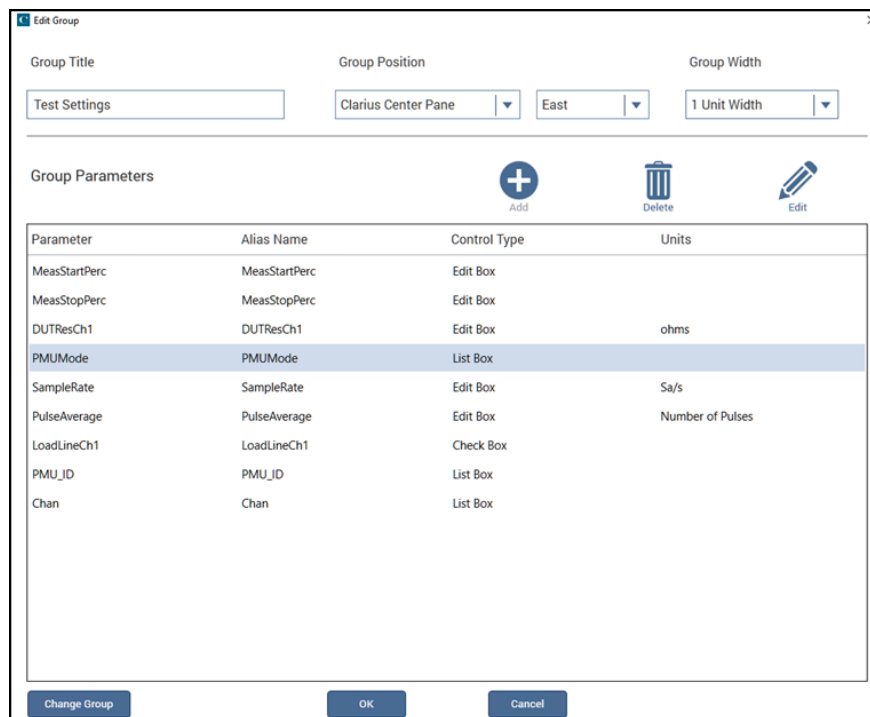 Edit Group
Group Title Group Position Group Width
Test Settings Clarius Center Pane East 1 Unit Width
Group Parameters
Add Delete Edit
Parameter Alias Name Control Type Units
MeasStartPerc MeasStartPerc Edit Box
MeasStopPerc MeasStopPerc Edit Box
DUTResCh1 DUTResCh1 Edit Box ohms
PMUMode PMUMode List Box
SampleRate SampleRate Edit Box Sa/s
PulseAverage PulseAverage Edit Box Number of Pulses
LoadLineCh1 LoadLineCh1 Check Box
PMU_ID PMU_ID List Box
Chan Chan List Box
Change Group OK Cancel